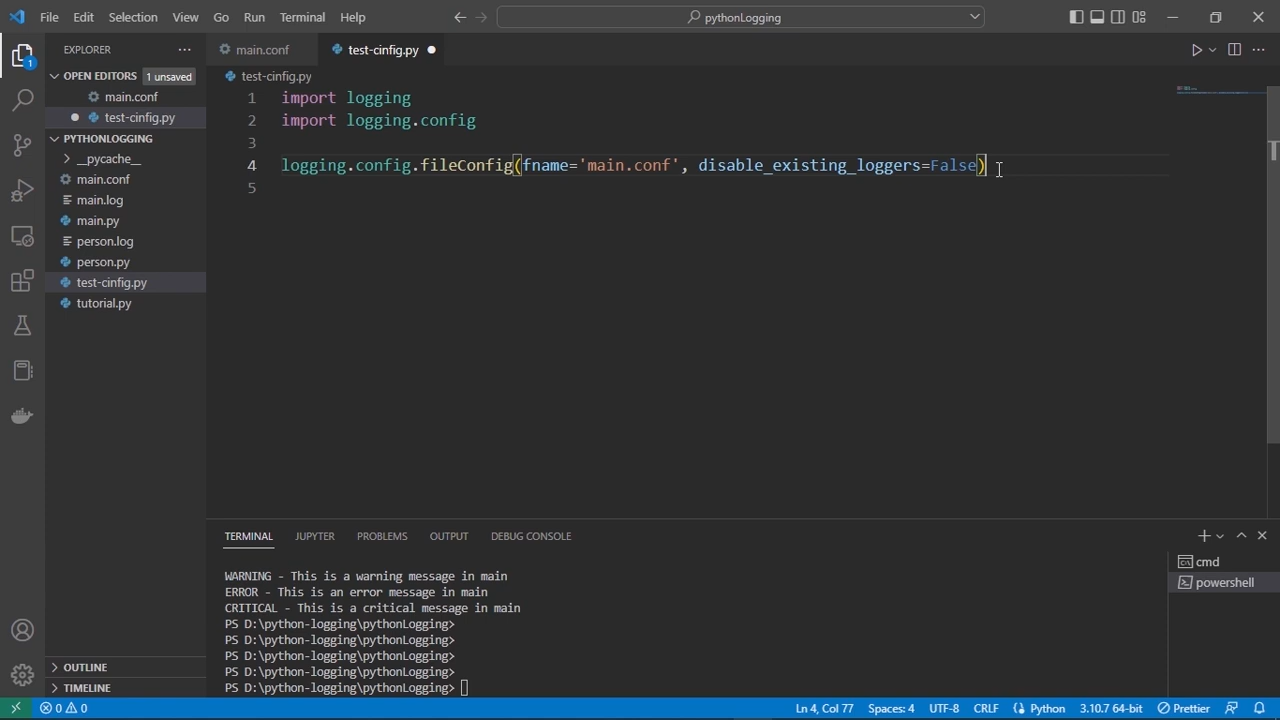 File Edit Selection View Go Run Terminal Help
pythonLogging
EXPLORER
main.conf
test-cinfig.py
OPEN EDITORS
1 unsaved
main.conf
test-cinfig.py
PYTHONLOGGING
__pycache__
main.conf
main.log
main.py
person.log
person.py
test-cinfig.py
tutorial.py
OUTLINE
TIMELINE
1
test-cinfig.py
1 import logging
2 import logging.config
3
4 logging.config.fileConfig(fname='main.conf', disable_existing_loggers=False)
5
TERMINAL JUPYTER PROBLEMS OUTPUT DEBUG CONSOLE
WARNING - This is a warning message in main
ERROR - This is an error message in main
CRITICAL - This is a critical message in main
PS D:\python-logging\pythonLogging>
PS D:\python-logging\pythonLogging>
PS D:\python-logging\pythonLogging>
PS D:\python-logging\pythonLogging>
PS D:\python-logging\pythonLogging>
cmd
powershell
0 0 Ln 4, Col 77 Spaces: 4 UTF-8 CRLF Python 3.10.7 64-bit Prettier